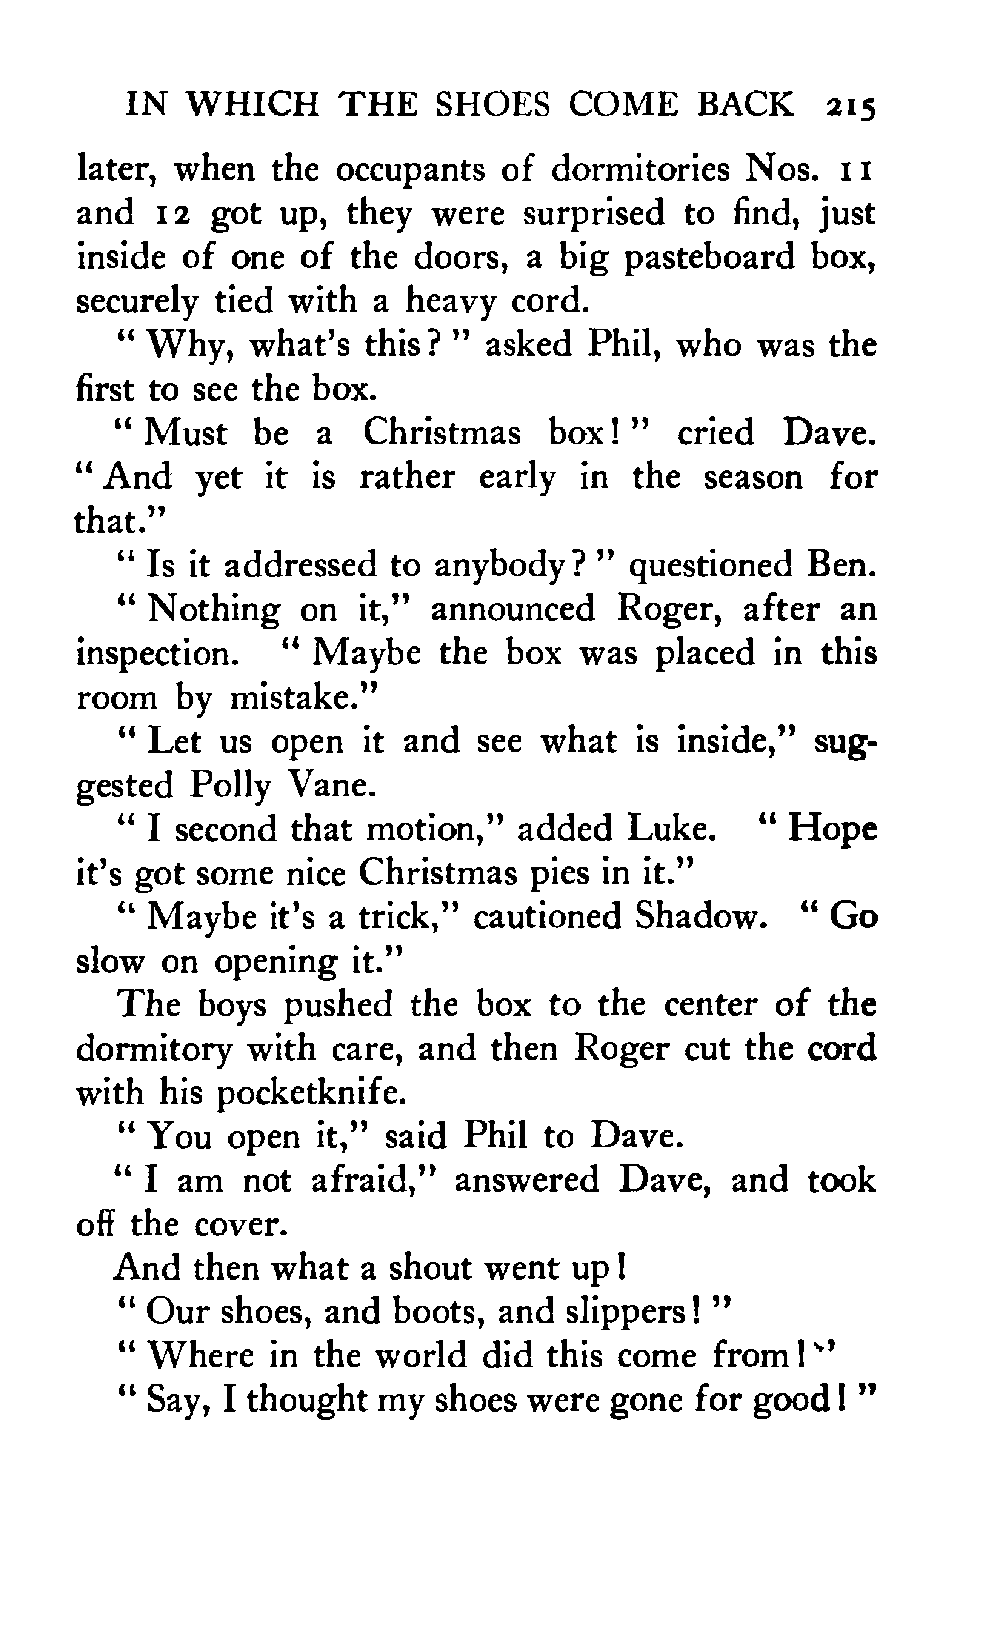 IN WHICH THE SHOES COME BACK 215
later, when the occupants of dormitories Nos. 11
and 12 got up, they were surprised to find, just
inside of one of the doors, a big pasteboard box,
securely tied with a heavy cord.
“ Why, what's this? ” asked Phil, who was the
first to see the box.
“ Must be a Christmas box! ” cried Dave.
“ And yet it is rather early in the season for
that.”
“ Is it addressed to anybody? ” questioned Ben.
“ Nothing on it,” announced Roger, after an
inspection. “ Maybe the box was placed in this
room by mistake.”
“ Let us open it and see what is inside,” sug-
gested Polly Vane.
“ I second that motion,” added Luke. “ Hope
it's got some nice Christmas pies in it.”
“ Maybe it's a trick,” cautioned Shadow. “ Go
slow on opening it.”
The boys pushed the box to the center of the
dormitory with care, and then Roger cut the cord
with his pocketknife.
“ You open it,” said Phil to Dave.
“ I am not afraid,” answered Dave, and took
off the cover.
And then what a shout went up!
“ Our shoes, and boots, and slippers! ”
“ Where in the world did this come from!”
“ Say, I thought my shoes were gone for good! ”